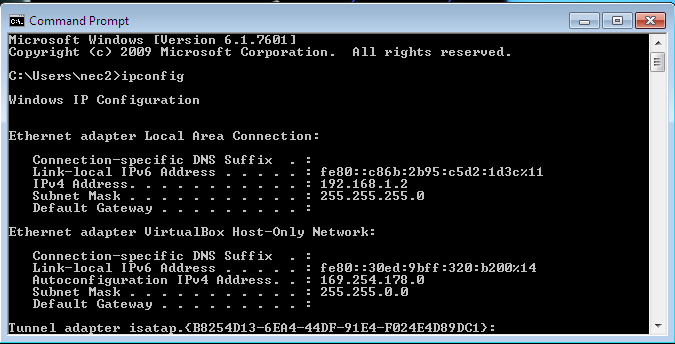 Command Prompt
Microsoft Windows [Version 6.1.7601]
Copyright (c) 2009 Microsoft Corporation.  All rights reserved.
C:\Users\nec2>ipconfig
Windows IP Configuration
Ethernet adapter Local Area Connection:
   Connection-specific DNS Suffix  . :
   Link-local IPv6 Address . . . . . : fe80::c86b:2b95:c5d2:1d3c%11
   IPv4 Address. . . . . . . . . . . : 192.168.1.2
   Subnet Mask . . . . . . . . . . . : 255.255.255.0
   Default Gateway . . . . . . . . . :
Ethernet adapter VirtualBox Host-Only Network:
   Connection-specific DNS Suffix  . :
   Link-local IPv6 Address . . . . . : fe80::30ed:9bff:320:b200%14
   Autoconfiguration IPv4 Address. . : 169.254.178.0
   Subnet Mask . . . . . . . . . . . : 255.255.0.0
   Default Gateway . . . . . . . . . :
Tunnel adapter isatap.{B8254D13-6EA4-44DF-91E4-F024E4D89DC1}: